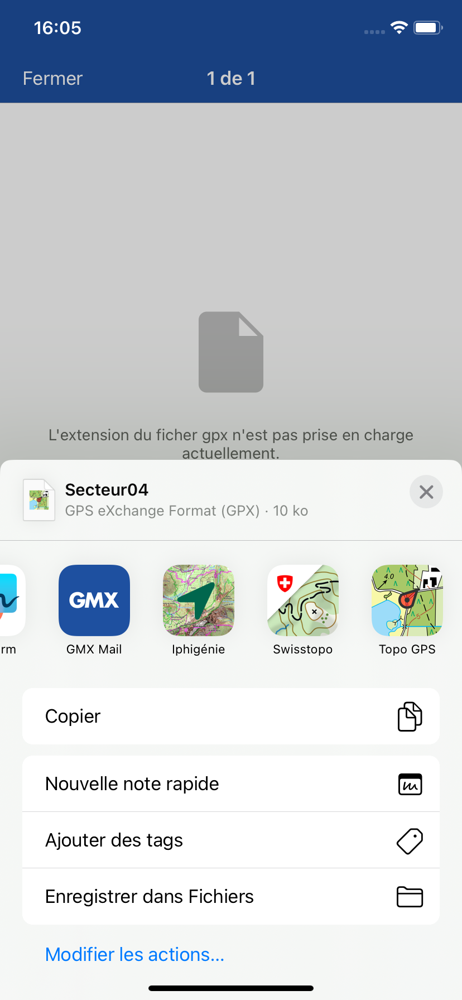 16:05
Fermer
1 de 1
L'extension du ficher gpx n'est pas prise en charge
actuellement.
Secteur04
GPS eXchange Format (GPX) · 10 ko
GMX
4.0
5
rm
GMX Mail
Iphigénie
Swisstopo
Topo GPS
Copier
Nouvelle note rapide
Ajouter des tags
Enregistrer dans Fichiers
Modifier les actions...